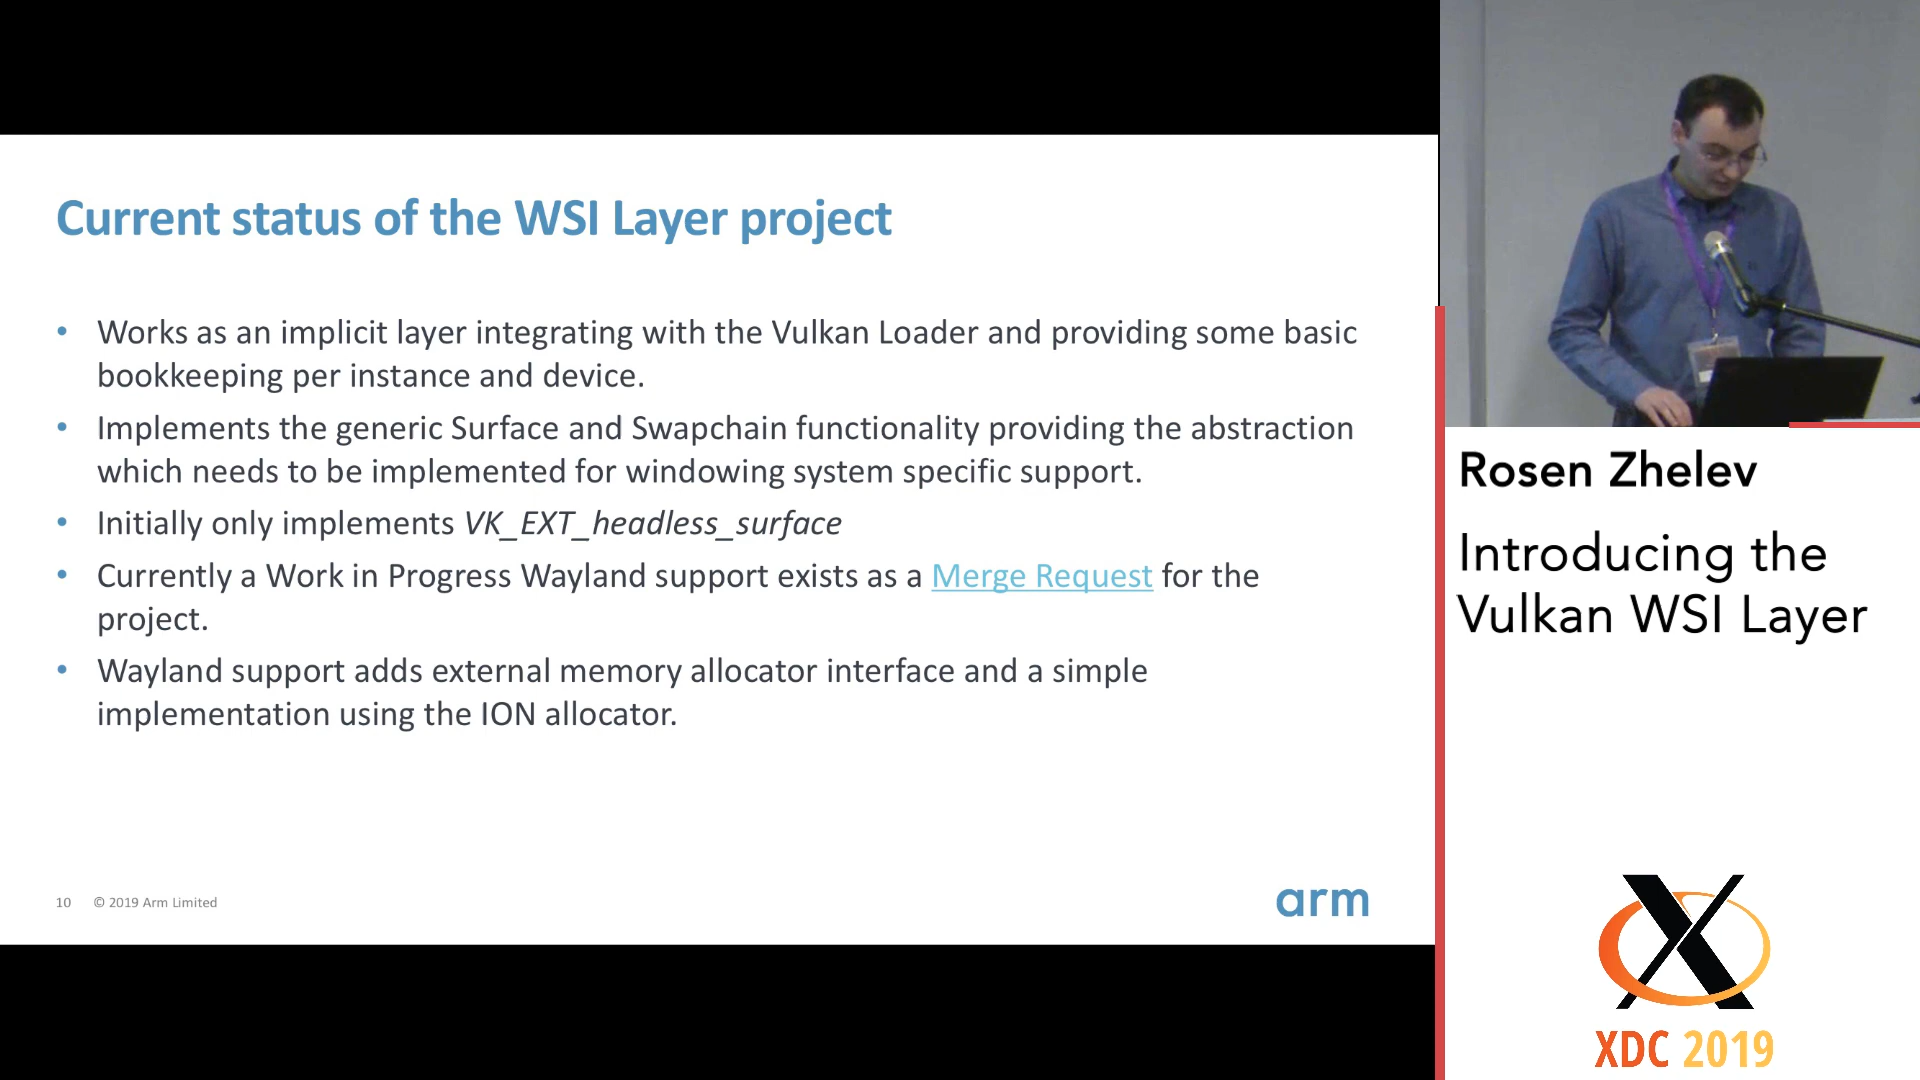 Current status of the WSI Layer project
• Works as an implicit layer integrating with the Vulkan Loader and providing some basic
bookkeeping per instance and device.
• Implements the generic Surface and Swapchain functionality providing the abstraction
which needs to be implemented for windowing system specific support.
• Initially only implements VK_EXT_headless_surface
• Currently a Work in Progress Wayland support exists as a Merge Request for the
project.
• Wayland support adds external memory allocator interface and a simple
implementation using the ION allocator.
10 © 2019 Arm Limited
arm
Rosen Zhelev
Introducing the
Vulkan WSI Layer
XDC 2019